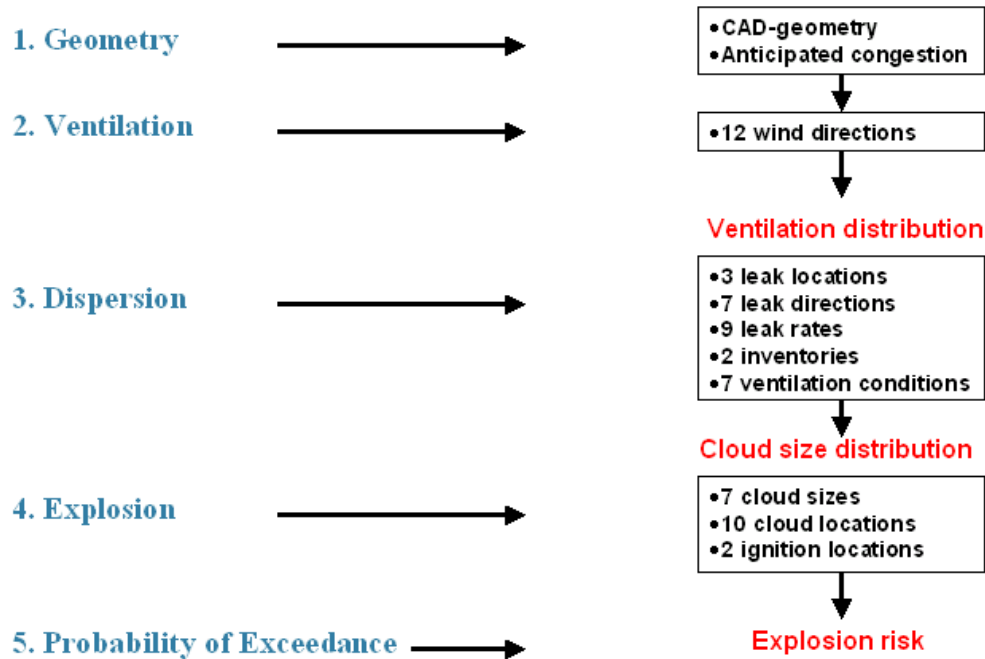 1. Geometry
•CAD-geometry
•Anticipated congestion
2. Ventilation
•12 wind directions
Ventilation distribution
3. Dispersion
•3 leak locations
•7 leak directions
•9 leak rates
•2 inventories
•7 ventilation conditions
Cloud size distribution
4. Explosion
•7 cloud sizes
•10 cloud locations
•2 ignition locations
5. Probability of Exceedance
Explosion risk